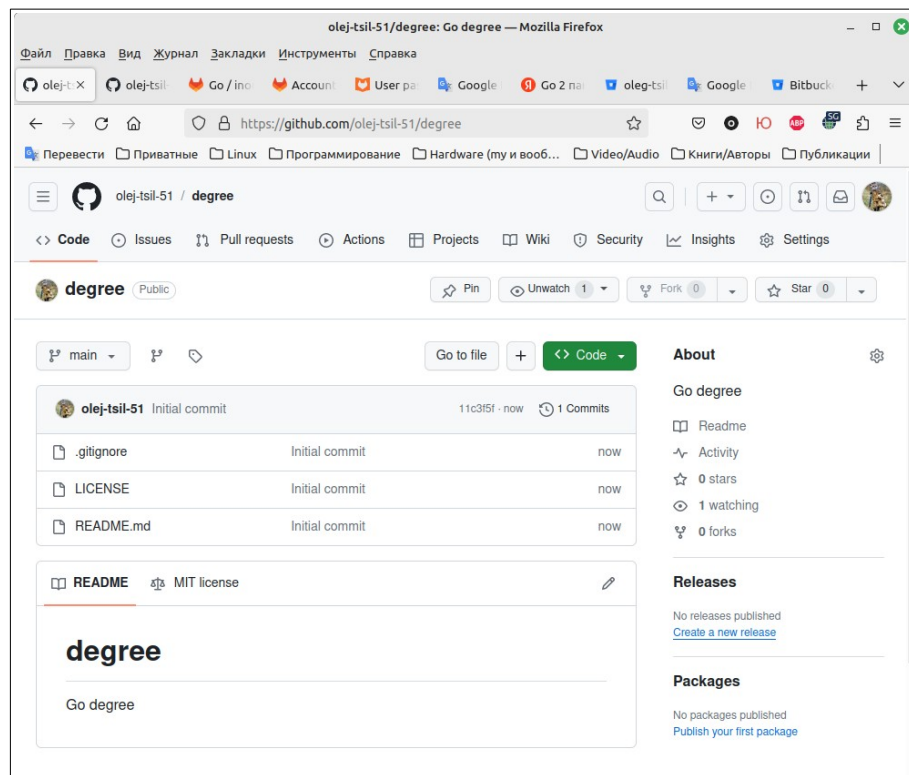 olej-tsil-51/degree: Go degree — Mozilla Firefox
Файл Правка Вид Журнал Закладки Инструменты Справка
olej-ts olej-tsil- Go / ino Account User pa Google Go 2 па oleg-tsil Google Bitbuck
https://github.com/olej-tsil-51/degree
Перевести Приватные Linux Программирование Hardware (my и вооб… Video/Audio Книги/Авторы Публикации
olej-tsil-51 / degree
Code Issues Pull requests Actions Projects Wiki Security Insights Settings
degree Public Pin Unwatch 1 Fork 0 Star 0
main Go to file + Code
About
Go degree
olej-tsil-51 Initial commit 11c3f5f · now 1 Commits
.gitignore Initial commit now
LICENSE Initial commit now
README.md Initial commit now
Readme
Activity
0 stars
1 watching
0 forks
README MIT license
degree
Go degree
Releases
No releases published
Create a new release
Packages
No packages published
Publish your first package